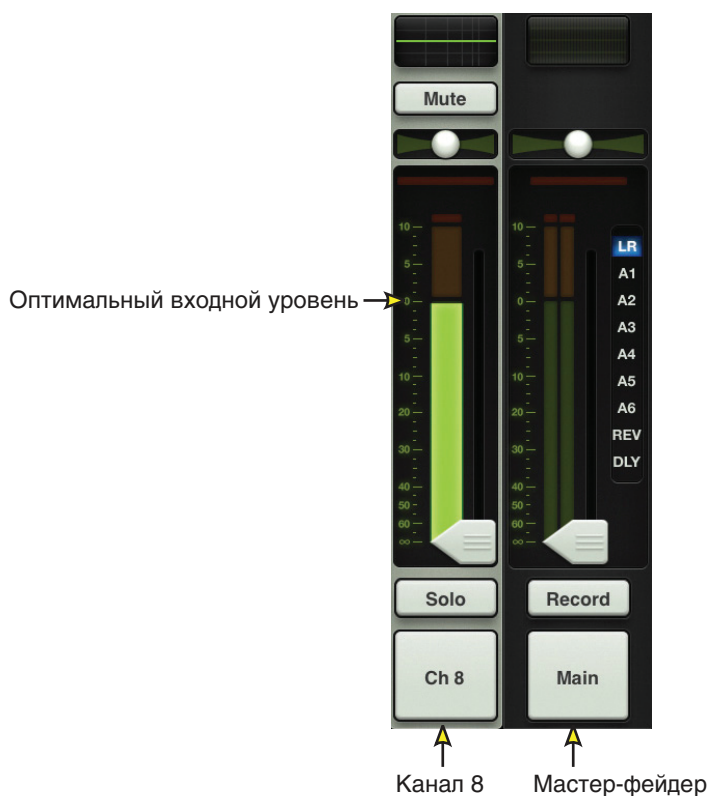 Mute
10
5
0
5
10
20
30
40
50
60
∞
10
5
0
5
10
20
30
40
50
60
∞
LR
A1
A2
A3
A4
A5
A6
REV
DLY
Оптимальный входной уровень
Solo
Record
Ch 8
Main
Канал 8
Мастер-фейдер